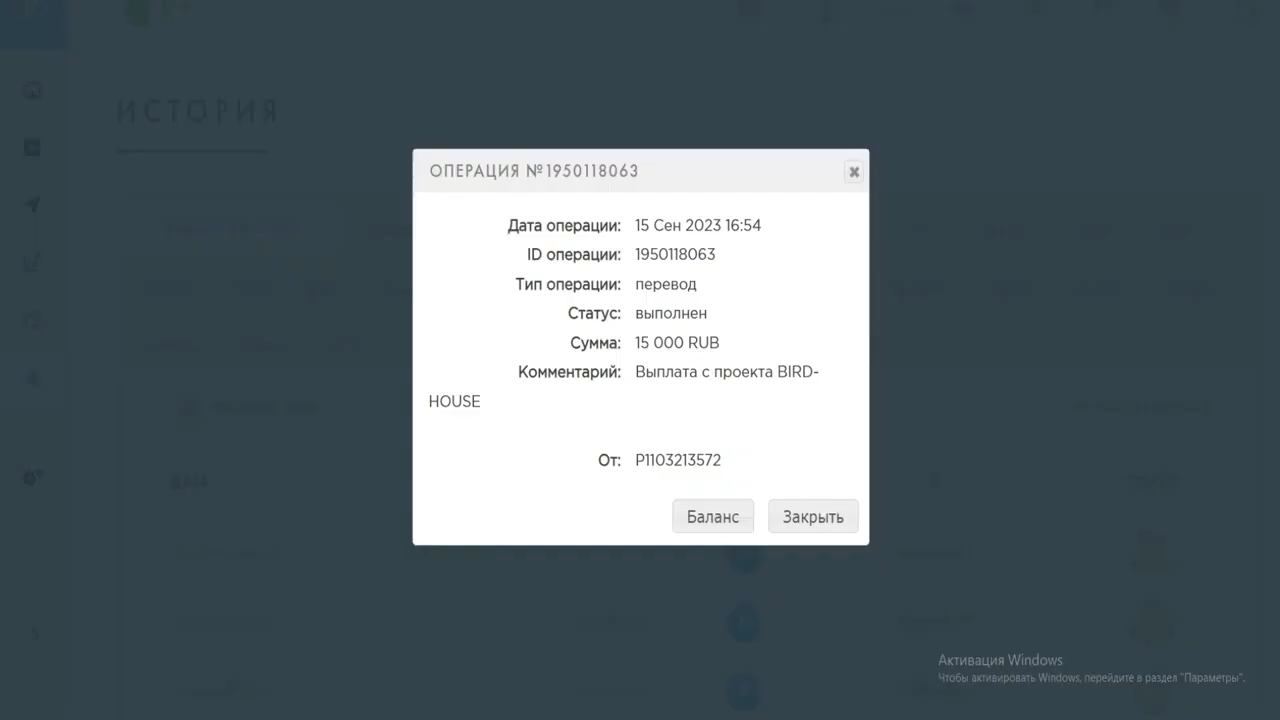 ИСТОРИЯ
ОПЕРАЦИЯ №1950118063
Дата операции: 15 Сен 2023 16:54
ID операции: 1950118063
Тип операции: перевод
Статус: выполнен
Сумма: 15 000 RUB
Комментарий: Выплата с проекта BIRD-
HOUSE
От: P1103213572
Баланс Закрыть
Активация Windows
Чтобы активировать Windows, перейдите в раздел "Параметры".